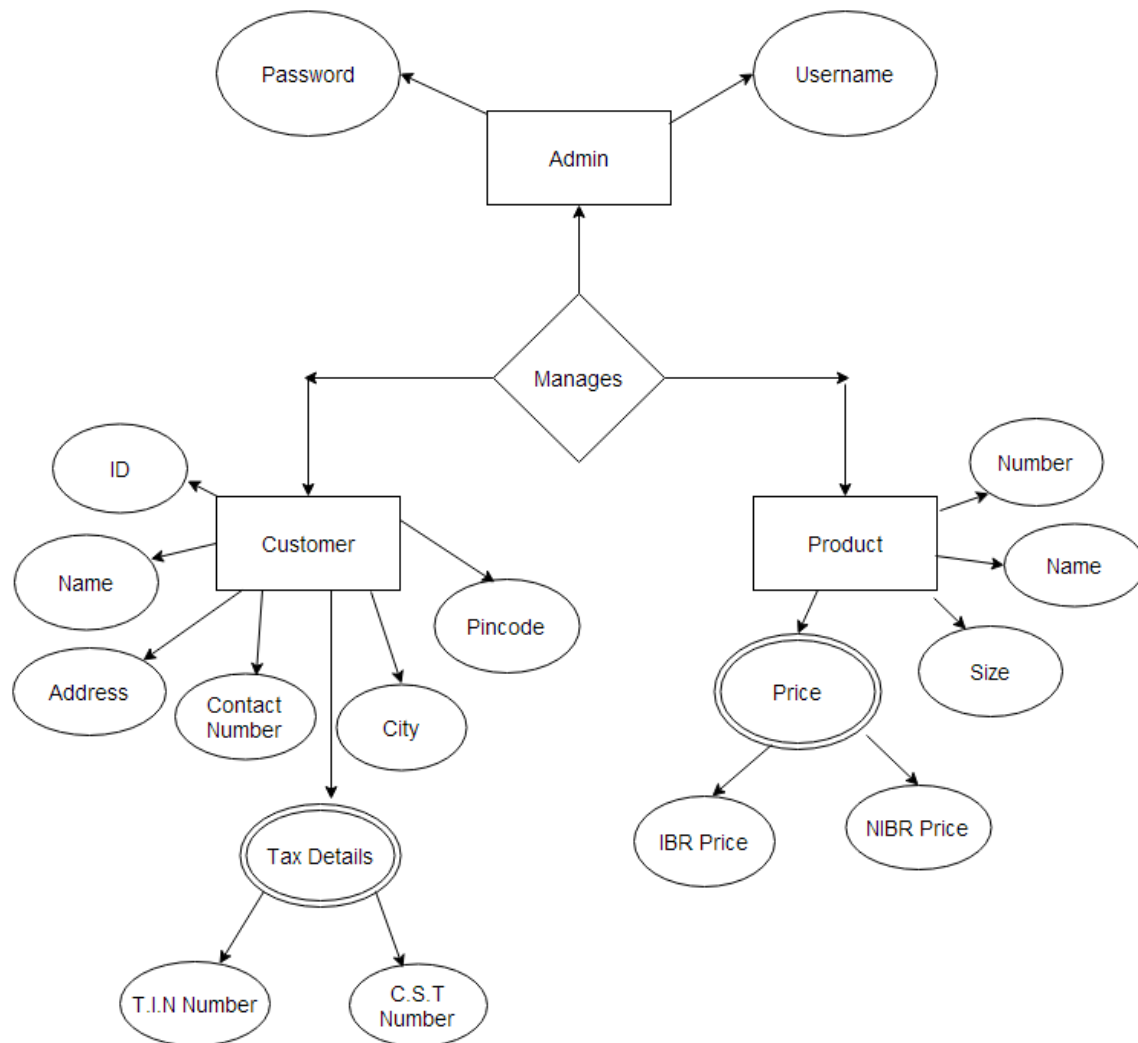 Password
Username
Admin
Manages
ID
Number
Customer
Product
Name
Name
Pincode
Address
Contact
Number
City
Price
Size
IBR Price
NIBR Price
Tax Details
T.I.N Number
C.S.T
Number